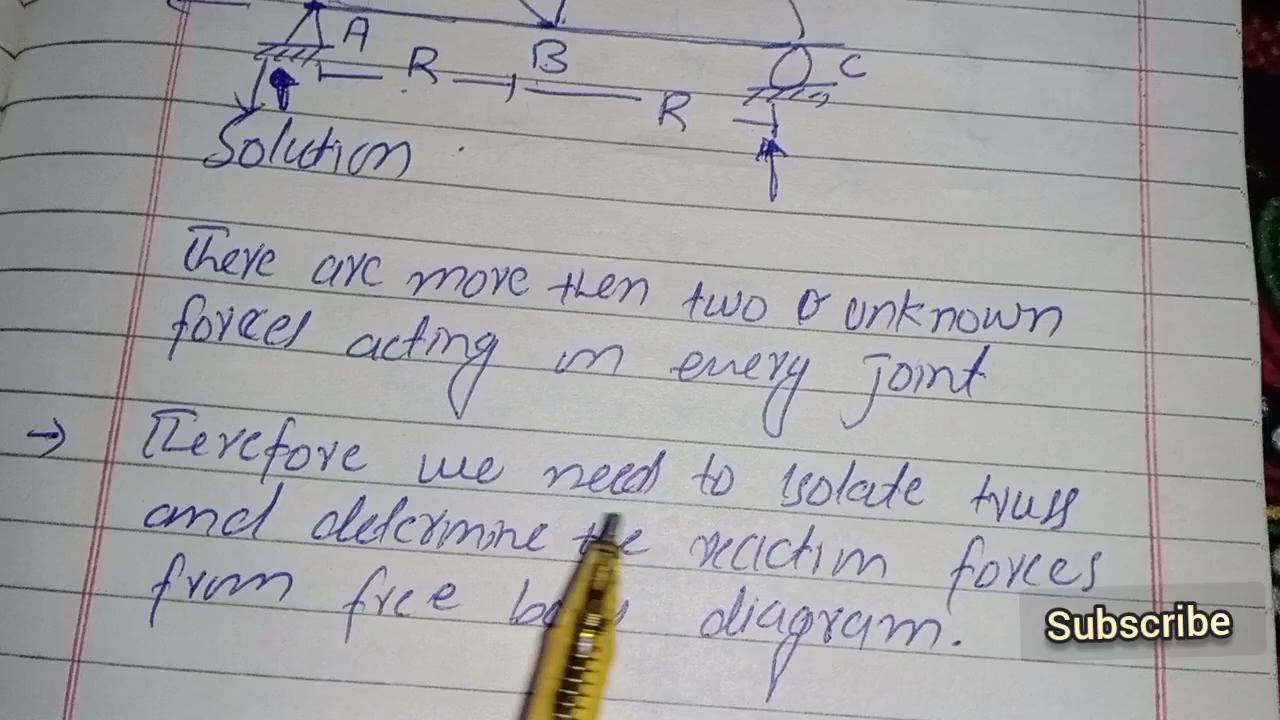 A
R
B
R
C
Solution
There are more then two or unknown
forces acting in every joint
→ Therefore we need to isolate truss
and determine the reaction forces
from free body diagram.
Subscribe